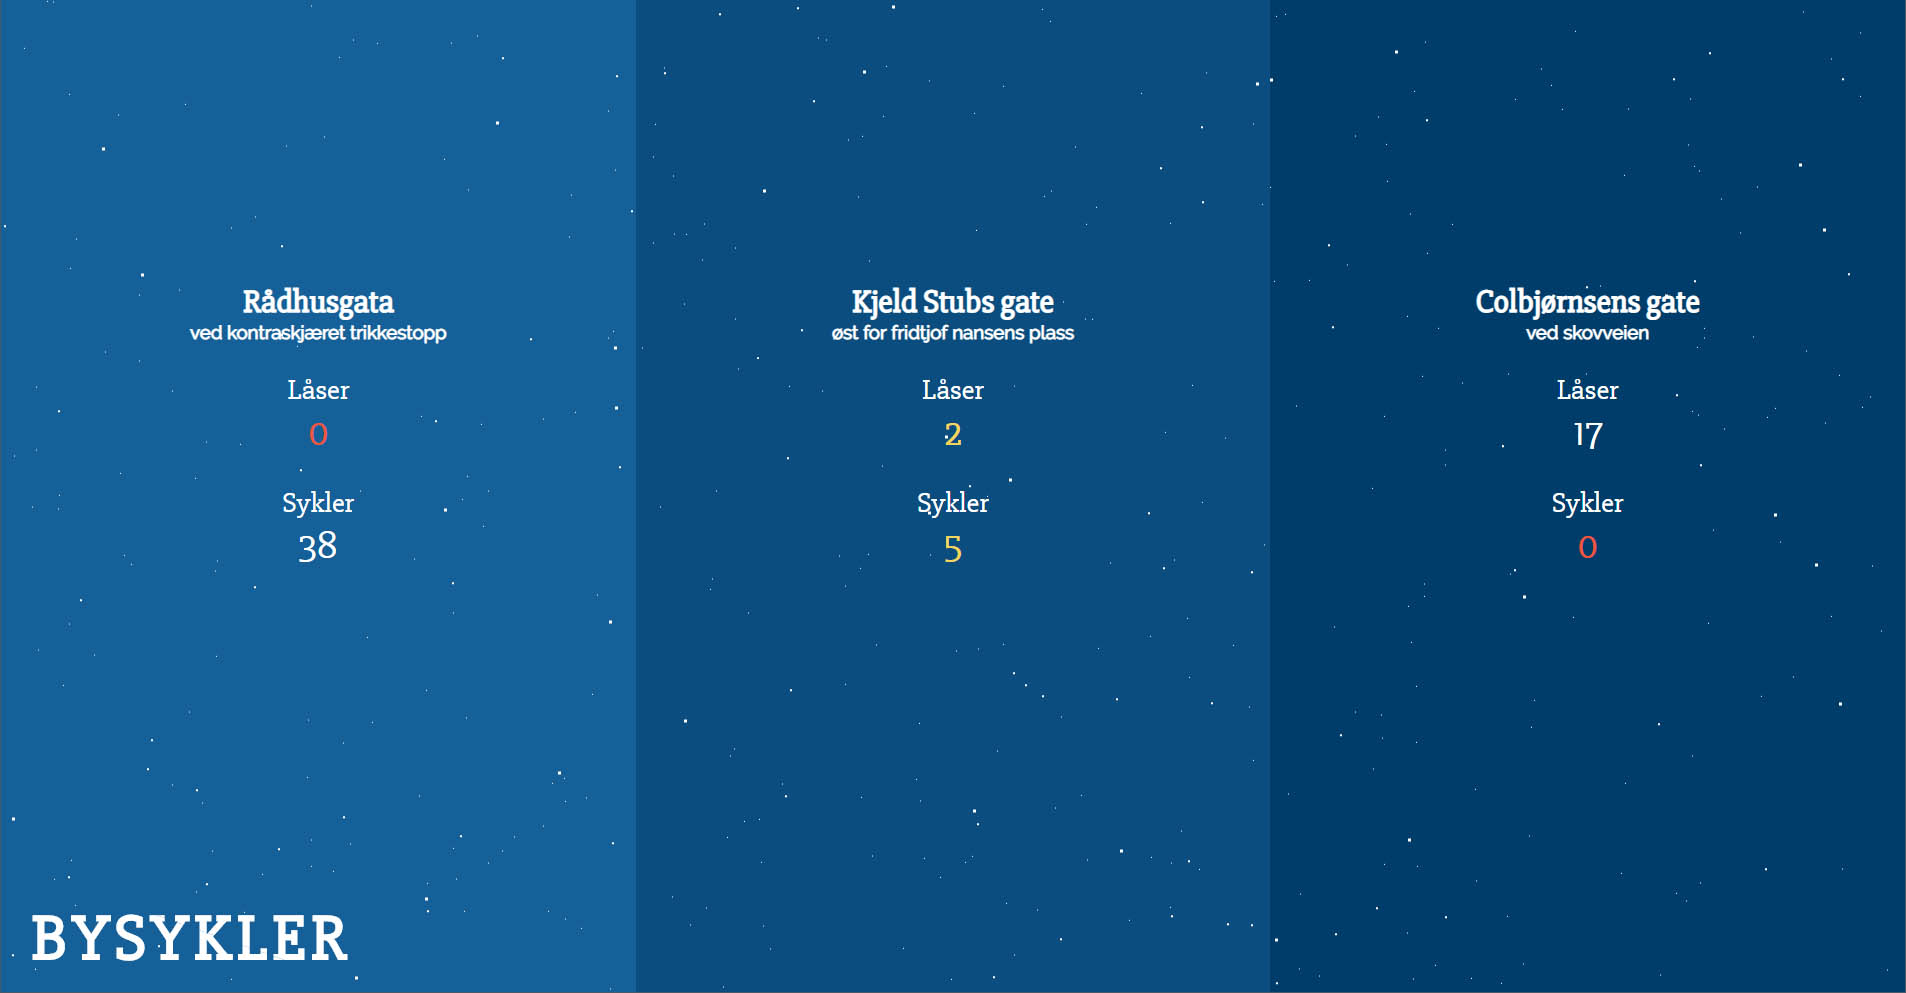 Rådhusgata
ved kontraskjæret trikkestopp
Låser
0
Sykler
38
Kjeld Stubs gate
øst for fridtjof nansens plass
Låser
2
Sykler
5
Colbjørnsens gate
ved skovveien
Låser
17
Sykler
0
BYSYKLER